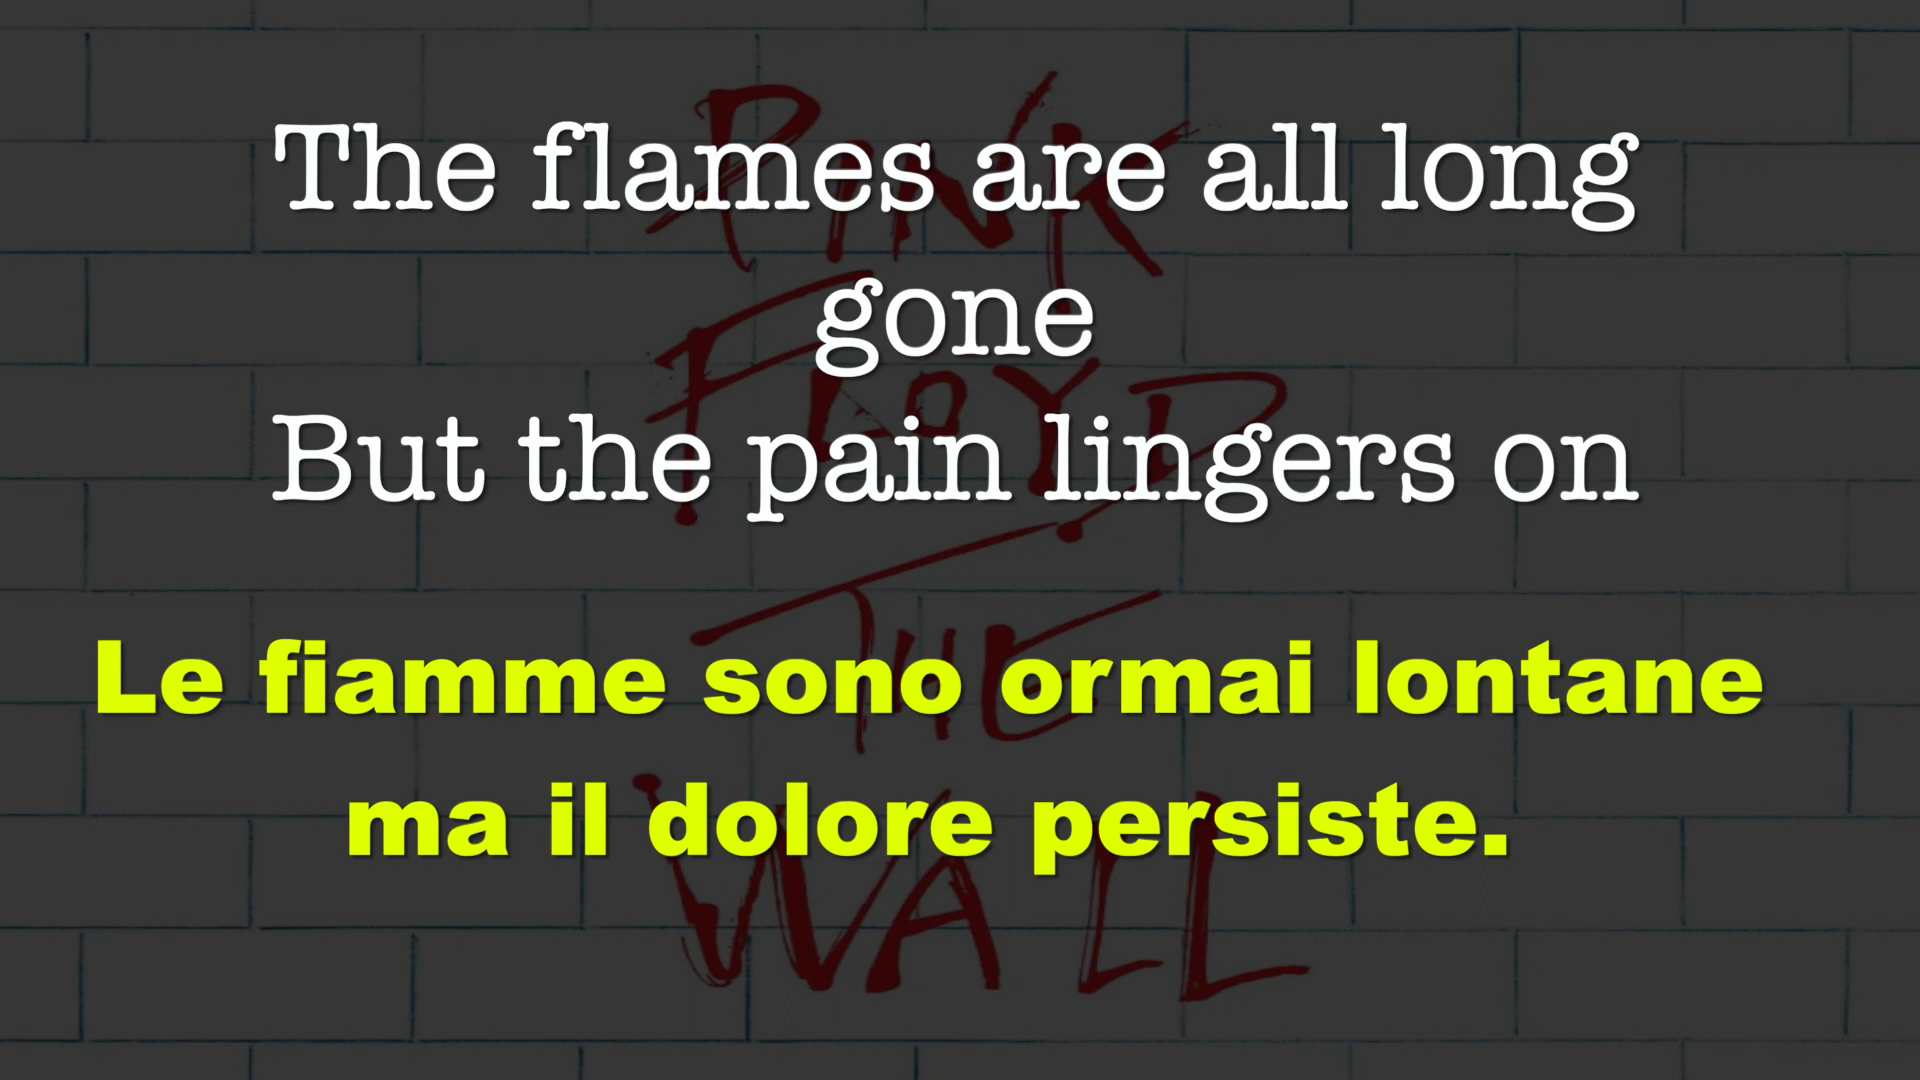 The flames are all long
gone
But the pain lingers on
Le fiamme sono ormai lontane
ma il dolore persiste.
PINK
FLOYD
THE
WALL